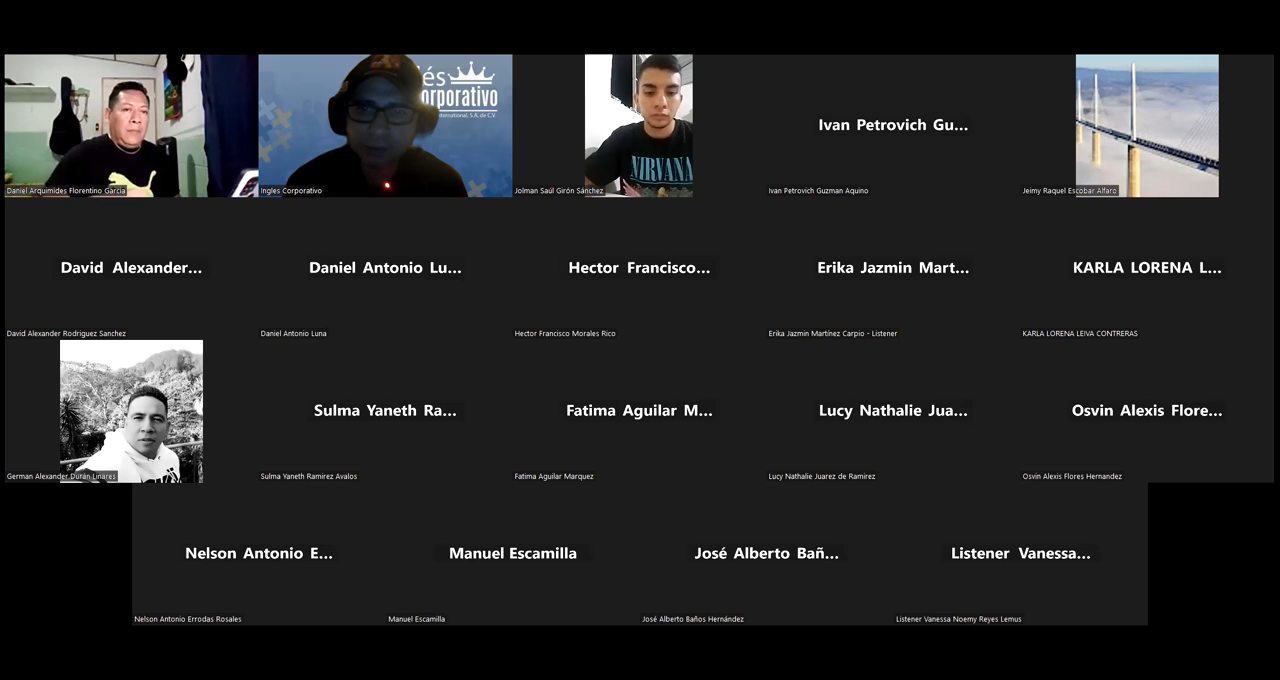 és
orporativo
International, S.A. de C.V.
NIRVANA
Ivan Petrovich Gu...
Daniel Arquimides Florentino Garcia
Ingles Corporativo
Jolman Saúl Girón Sánchez
Ivan Petrovich Guzman Aquino
Jeimy Raquel Escobar Alfaro
David Alexander...
Daniel Antonio Lu...
Hector Francisco...
Erika Jazmin Mart...
KARLA LORENA L...
David Alexander Rodriguez Sanchez
Daniel Antonio Luna
Hector Francisco Morales Rico
Erika Jazmin Martínez Carpio - Listener
KARLA LORENA LEIVA CONTRERAS
Sulma Yaneth Ra...
Fatima Aguilar M...
Lucy Nathalie Jua...
Osvin Alexis Flore...
German Alexander Durán Linares
Sulma Yaneth Ramirez Avalos
Fatima Aguilar Marquez
Lucy Nathalie Juarez de Ramirez
Osvin Alexis Flores Hernandez
Nelson Antonio E...
Manuel Escamilla
José Alberto Bañ...
Listener Vanessa...
Nelson Antonio Errodas Rosales
Manuel Escamilla
José Alberto Baños Hernández
Listener Vanessa Noemy Reyes Lemus